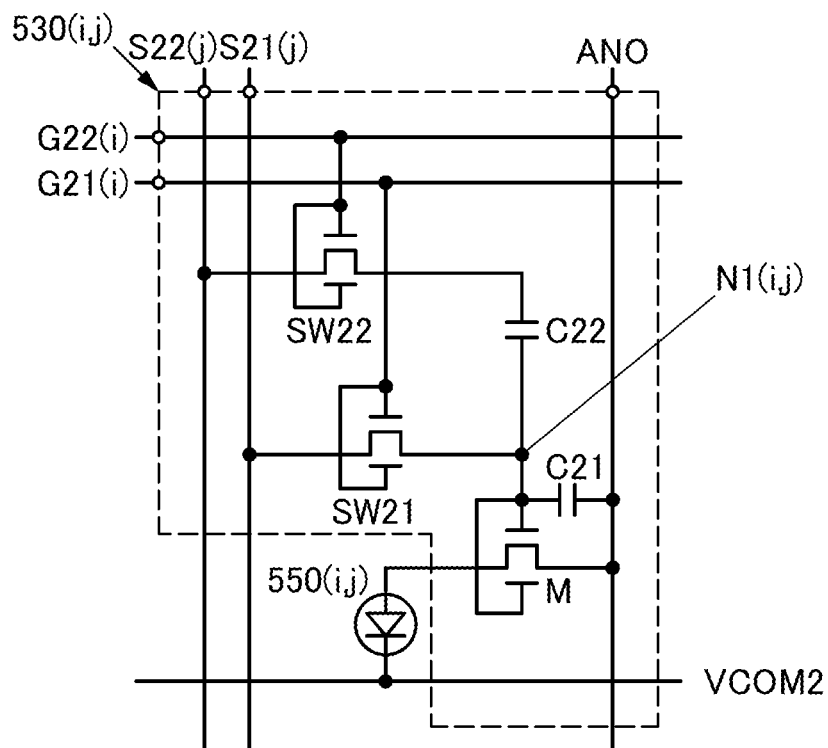 530(i,j)
S22(j) S21(j)
ANO
G22(i)
G21(i)
N1(i,j)
SW22
C22
C21
SW21
550(i,j)
M
VCOM2